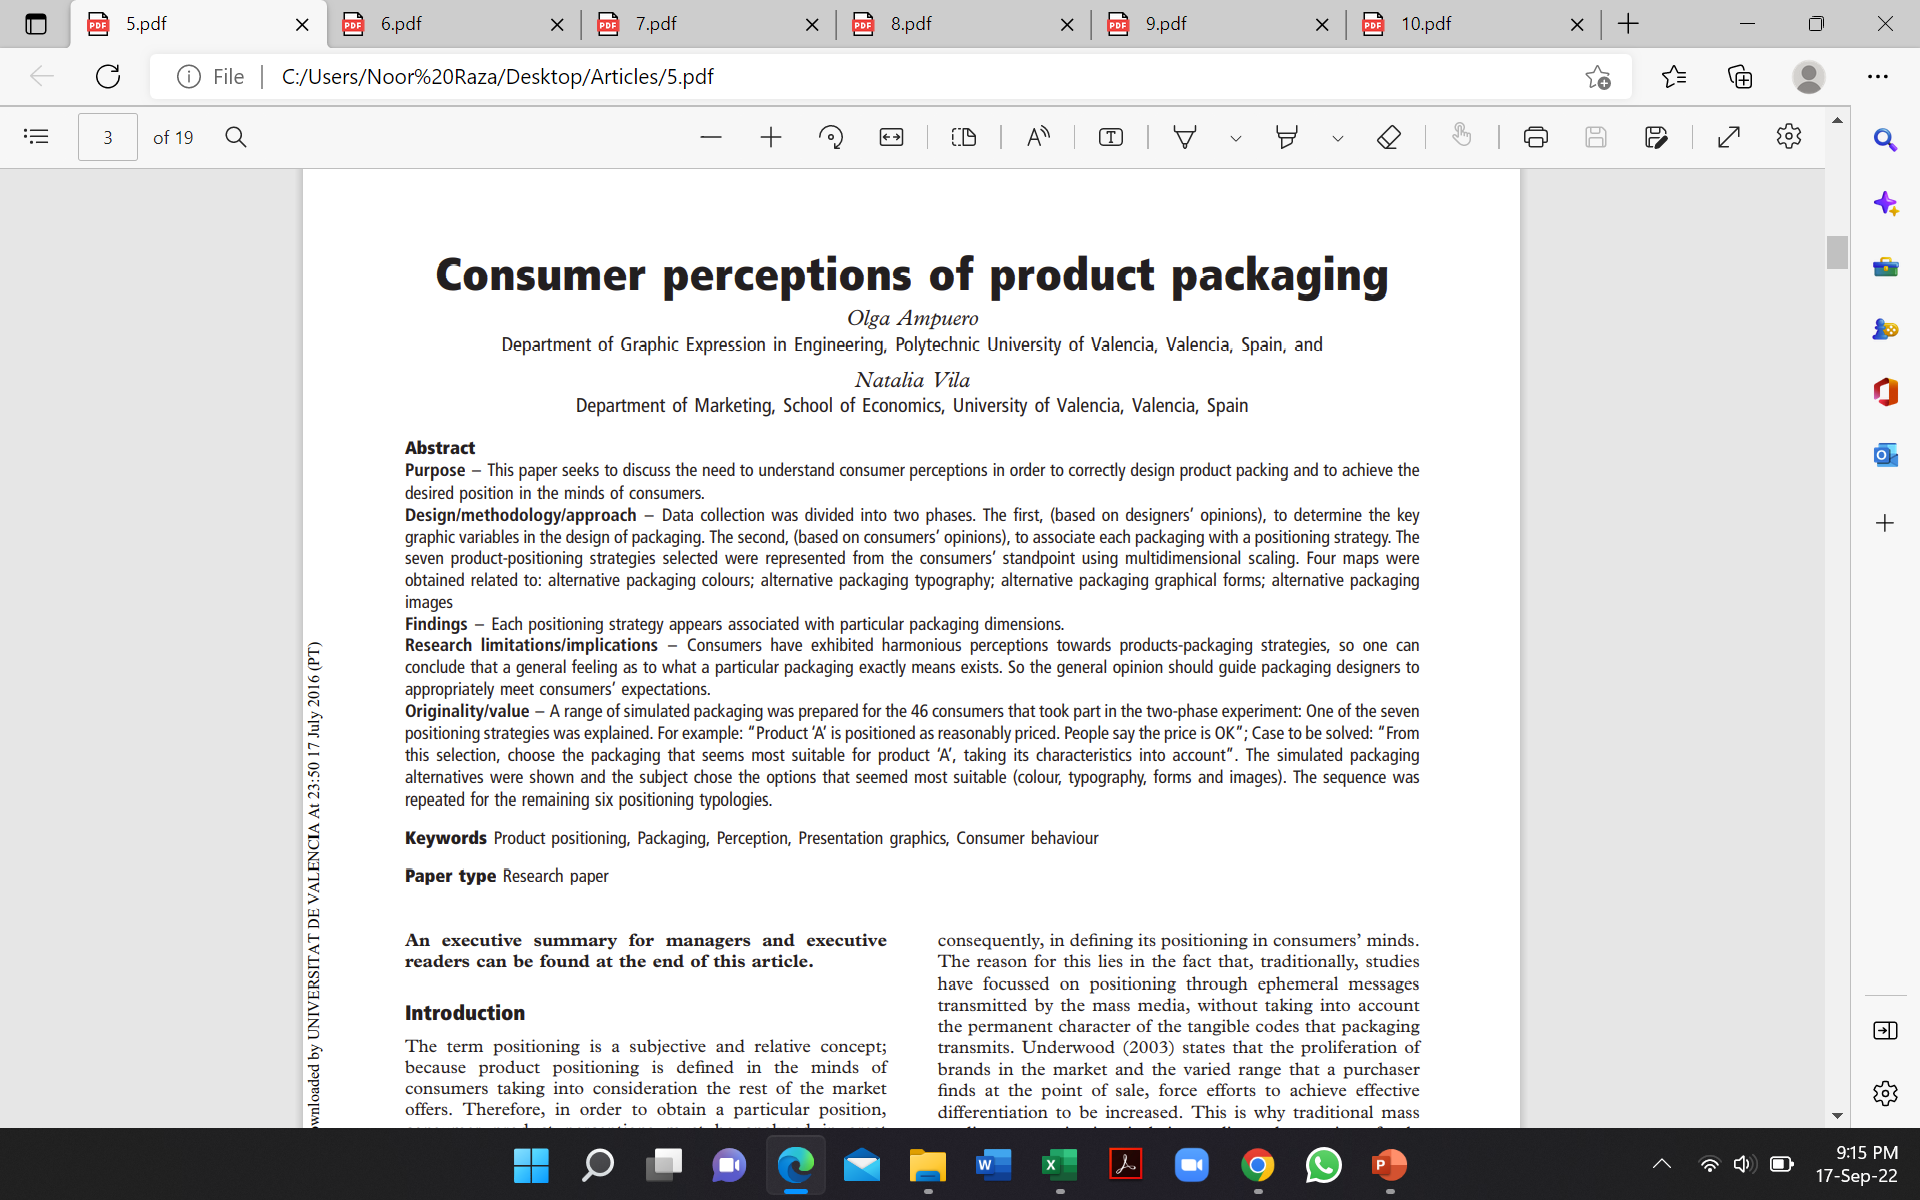 5.pdf
6.pdf
7.pdf
8.pdf
9.pdf
10.pdf
File
C:/Users/Noor%20Raza/Desktop/Articles/5.pdf
3
of 19
Consumer perceptions of product packaging
Olga Ampuero
Department of Graphic Expression in Engineering, Polytechnic University of Valencia, Valencia, Spain, and
Natalia Vila
Department of Marketing, School of Economics, University of Valencia, Valencia, Spain
Abstract
Purpose – This paper seeks to discuss the need to understand consumer perceptions in order to correctly design product packing and to achieve the
desired position in the minds of consumers.
Design/methodology/approach – Data collection was divided into two phases. The first, (based on designers’ opinions), to determine the key
graphic variables in the design of packaging. The second, (based on consumers’ opinions), to associate each packaging with a positioning strategy. The
seven product-positioning strategies selected were represented from the consumers’ standpoint using multidimensional scaling. Four maps were
obtained related to: alternative packaging colours; alternative packaging typography; alternative packaging graphical forms; alternative packaging
images
Findings – Each positioning strategy appears associated with particular packaging dimensions.
Research limitations/implications – Consumers have exhibited harmonious perceptions towards products-packaging strategies, so one can
conclude that a general feeling as to what a particular packaging exactly means exists. So the general opinion should guide packaging designers to
appropriately meet consumers’ expectations.
Originality/value – A range of simulated packaging was prepared for the 46 consumers that took part in the two-phase experiment: One of the seven
positioning strategies was explained. For example: “Product ‘A’ is positioned as reasonably priced. People say the price is OK”; Case to be solved: “From
this selection, choose the packaging that seems most suitable for product ‘A’, taking its characteristics into account”. The simulated packaging
alternatives were shown and the subject chose the options that seemed most suitable (colour, typography, forms and images). The sequence was
repeated for the remaining six positioning typologies.
Keywords Product positioning, Packaging, Perception, Presentation graphics, Consumer behaviour
Paper type Research paper
An executive summary for managers and executive
readers can be found at the end of this article.
Introduction
The term positioning is a subjective and relative concept;
because product positioning is defined in the minds of
consumers taking into consideration the rest of the market
offers. Therefore, in order to obtain a particular position,
consequently, in defining its positioning in consumers’ minds.
The reason for this lies in the fact that, traditionally, studies
have focussed on positioning through ephemeral messages
transmitted by the mass media, without taking into account
the permanent character of the tangible codes that packaging
transmits. Underwood (2003) states that the proliferation of
brands in the market and the varied range that a purchaser
finds at the point of sale, force efforts to achieve effective
differentiation to be increased. This is why traditional mass
wnloaded by UNIVERSITAT DE VALENCIA At 23:50 17 July 2016 (PT)
9:15 PM
17-Sep-22